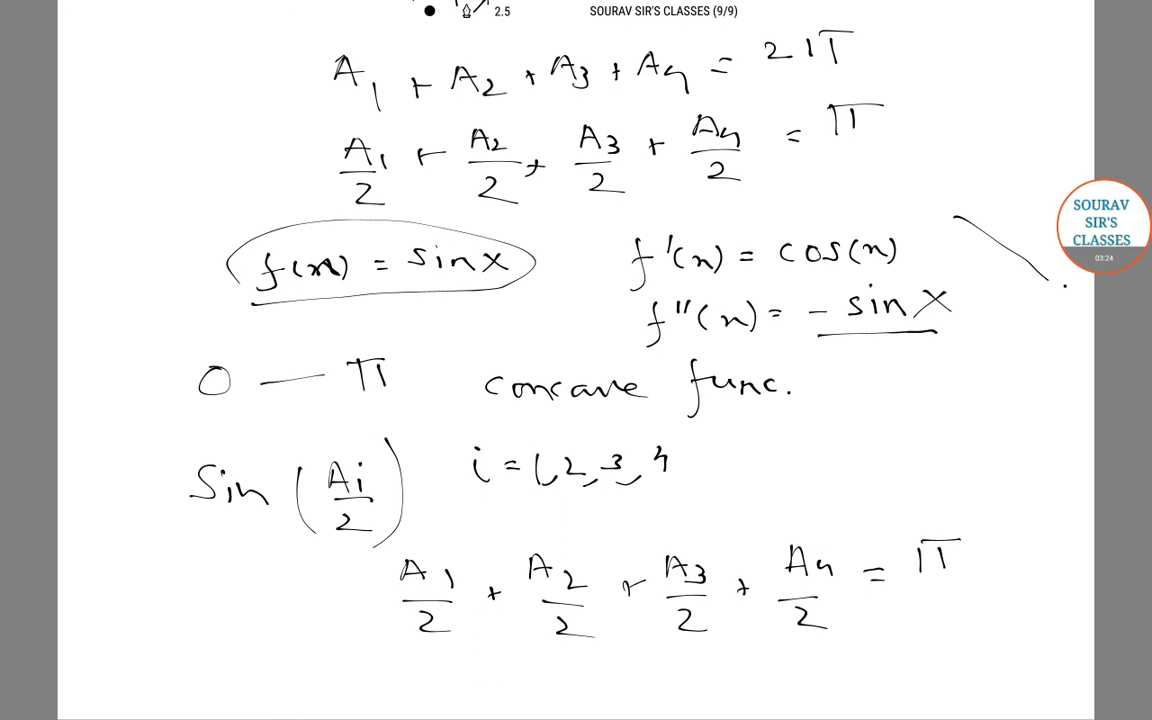 2.5 SOURAV SIR'S CLASSES (9/9)
A1 + A2 + A3 + A4 = 2π
A1/2 + A2/2 + A3/2 + A4/2 = π
f(x) = sinx f'(x) = cos(x)
f''(x) = - sinx
SOURAV
SIR'S
CLASSES
03:24
0 — π concave func.
Sin (Ai/2) i = 1, 2, 3, 4
A1/2 + A2/2 + A3/2 + A4/2 = π